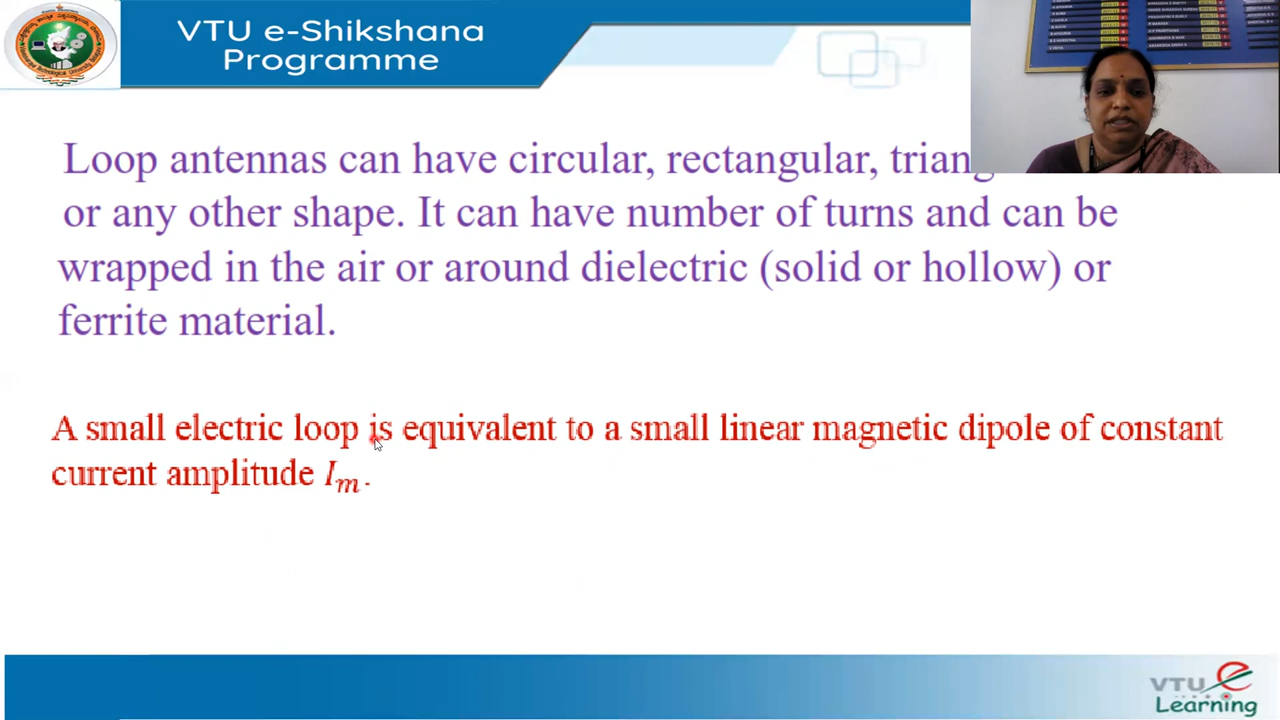 VTU e-Shikshana
Programme
Loop antennas can have circular, rectangular,
or any other shape. It can have number of turns and can be
wrapped in the air or around dielectric (solid or hollow) or
ferrite material.
A small electric loop is equivalent to a small linear magnetic dipole of constant
current amplitude Iₘ.
VTU e
Learning